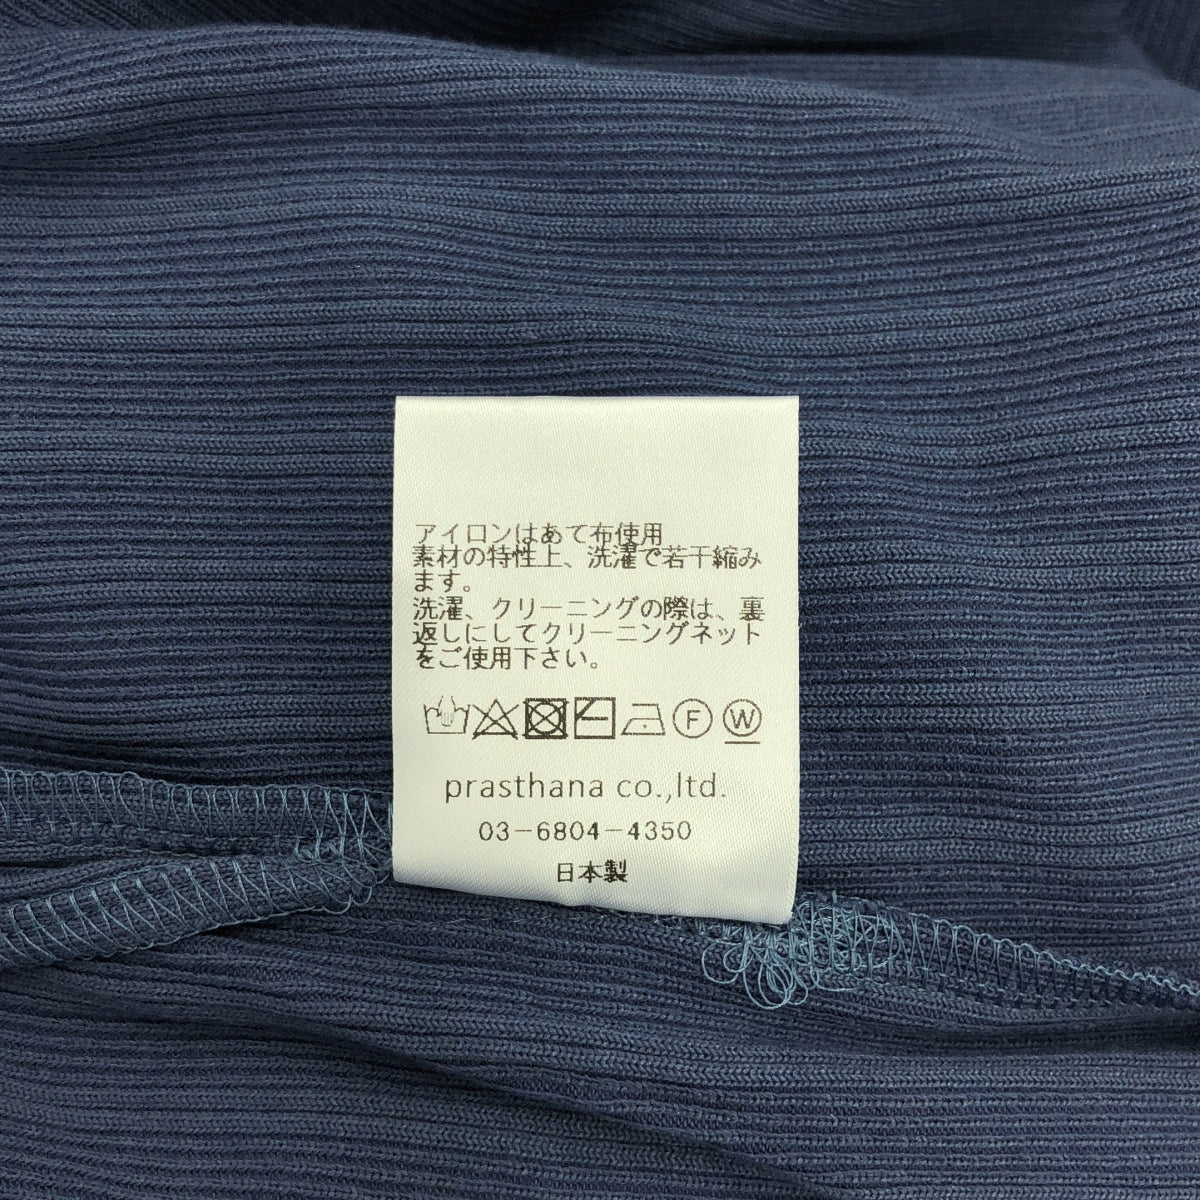 アイロンはあて布使用
素材の特性上、洗濯で若干縮み
ます。
洗濯、クリーニングの際は、裏
返しにしてクリーニングネット
をご使用下さい。
F W
prasthana co.,ltd.
03-6804-4350
日本製